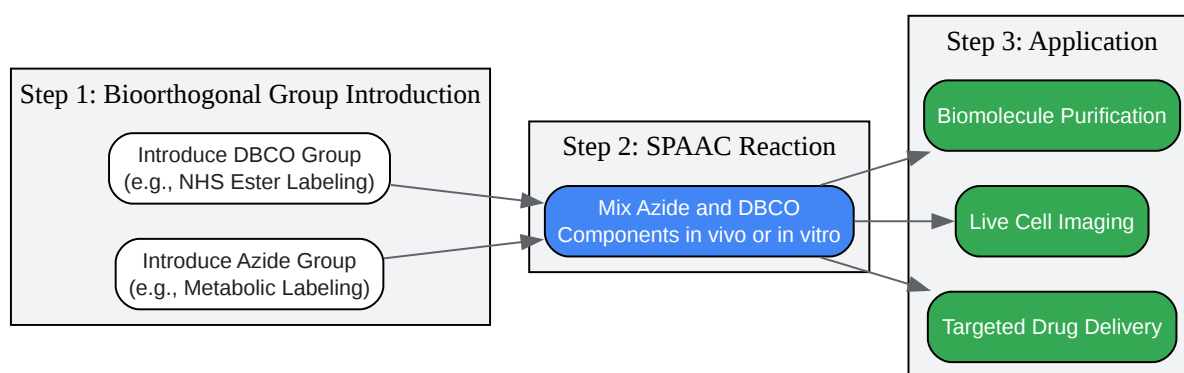 Step 1: Bioorthogonal Group Introduction
Introduce DBCO Group
(e.g., NHS Ester Labeling)
Introduce Azide Group
(e.g., Metabolic Labeling)
Step 2: SPAAC Reaction
Mix Azide and DBCO
Components in vivo or in vitro
Step 3: Application
Biomolecule Purification
Live Cell Imaging
Targeted Drug Delivery